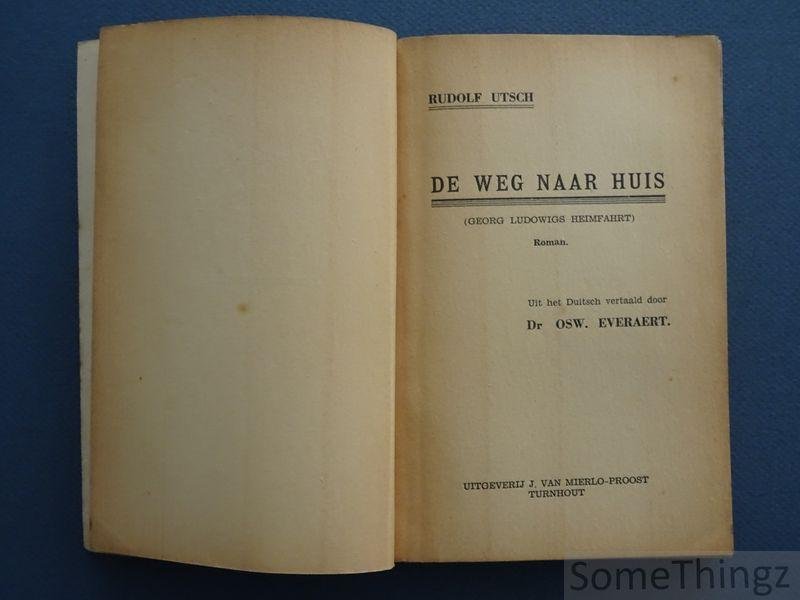 RUDOLF UTSCH
DE WEG NAAR HUIS
(GEORG LUDOWIGS HEIMFAHRT)
Roman.
Uit het Duitsch vertaald door
Dr OSW. EVERAERT.
UITGEVERIJ J. VAN MIERLO-PROOST
TURNHOUT
SomeThingz